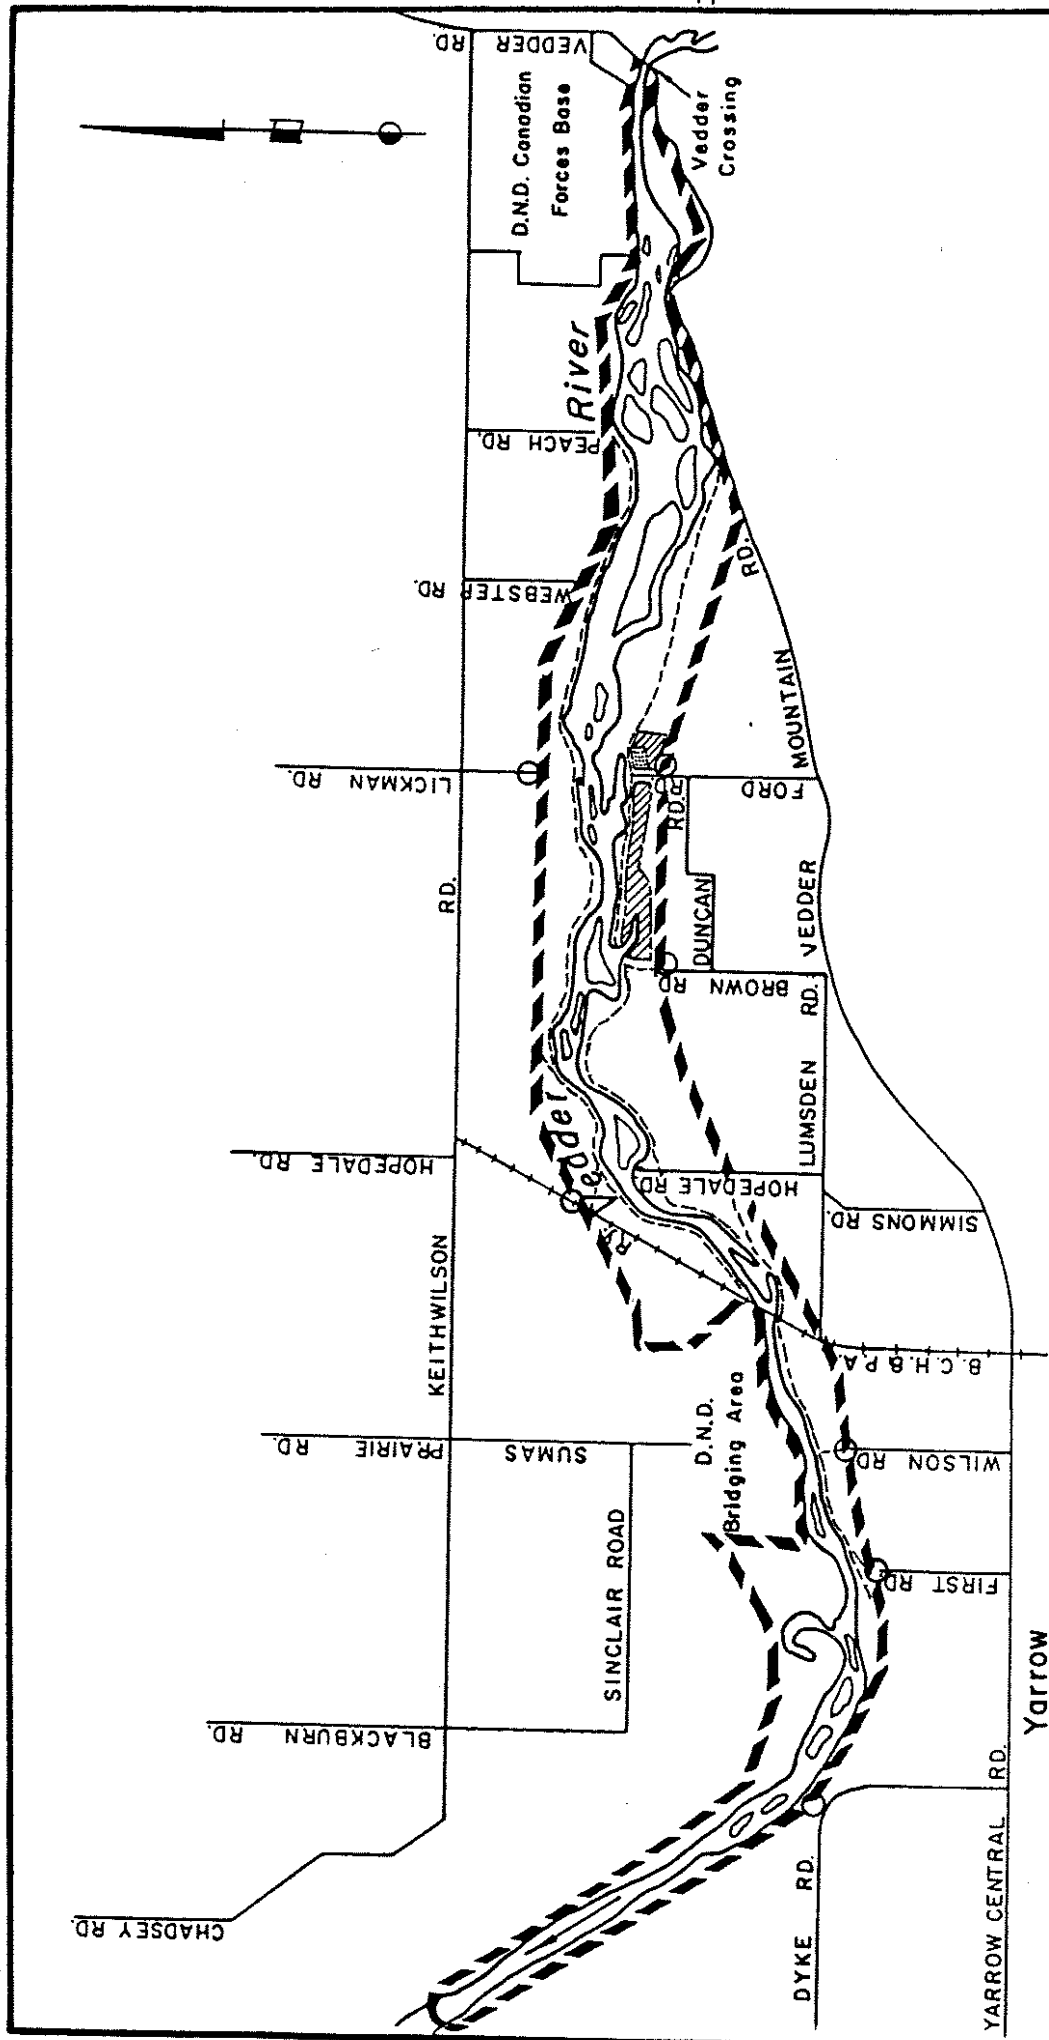 VEDDER RD.
D.N.D. Canadian
Forces Base
Vedder
Crossing
PEACH RD.
River
WEBSTER RD.
LICKMAN RD.
RD.
KEITHWILSON
MOUNTAIN
RD.
FORD
RD.
RD.
DUNCAN
VEDDER
BROWN RD.
LUMSDEN RD.
HOPEDALE RD.
HOPEDALE RD.
Vedder
SIMMONS RD.
B.C.H.& P.A.
D.N.D.
Bridging Area
SUMAS PRAIRIE RD.
WILSON RD.
SINCLAIR ROAD
FIRST RD.
BLACKBURN RD.
Yarrow
CHADSEY RD.
DYKE RD.
YARROW CENTRAL RD.